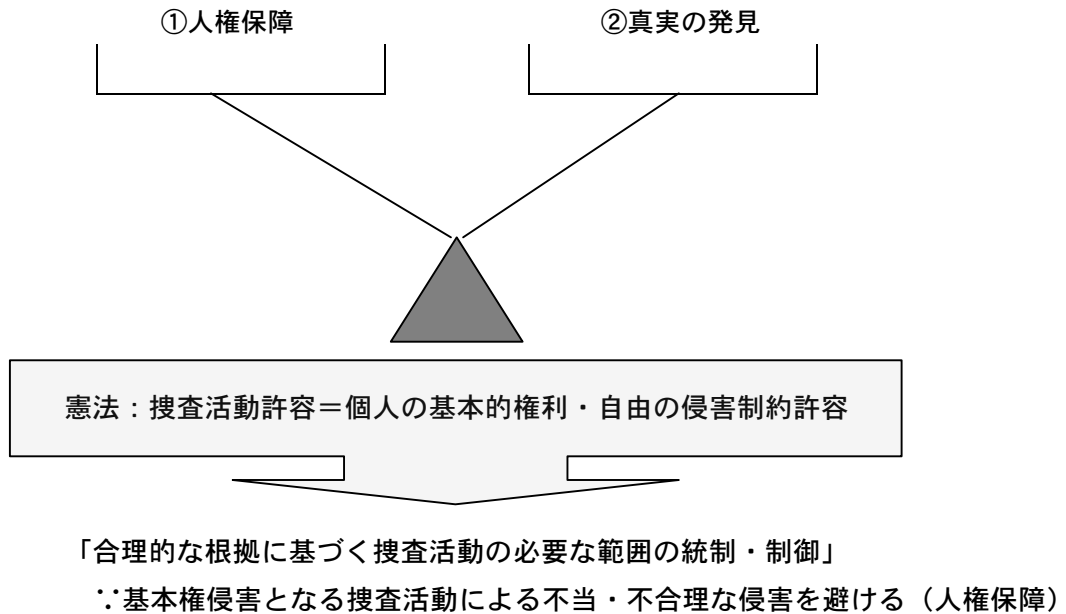 ①人権保障
②真実の発見
憲法：捜査活動許容＝個人の基本的権利・自由の侵害制約許容
「合理的な根拠に基づく捜査活動の必要な範囲の統制・制御」
∵基本権侵害となる捜査活動による不当・不合理な侵害を避ける（人権保障）